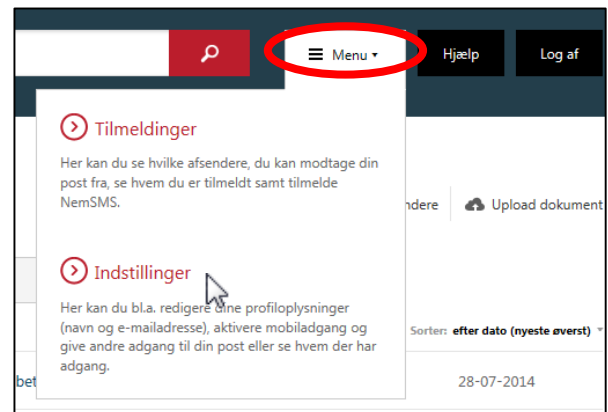 Menu
Hjælp
Log af
Tilmeldinger
Her kan du se hvilke afsendere, du kan modtage din
post fra, se hvem du er tilmeldt samt tilmelde
NemSMS.
ndere
Upload dokument
Indstillinger
Her kan du bl.a. redigere dine profiloplysninger
(navn og e-mailadresse), aktivere mobiladgang og
give andre adgang til din post eller se hvem der har
adgang.
Sorter: efter dato (nyeste øverst)
bet
28-07-2014